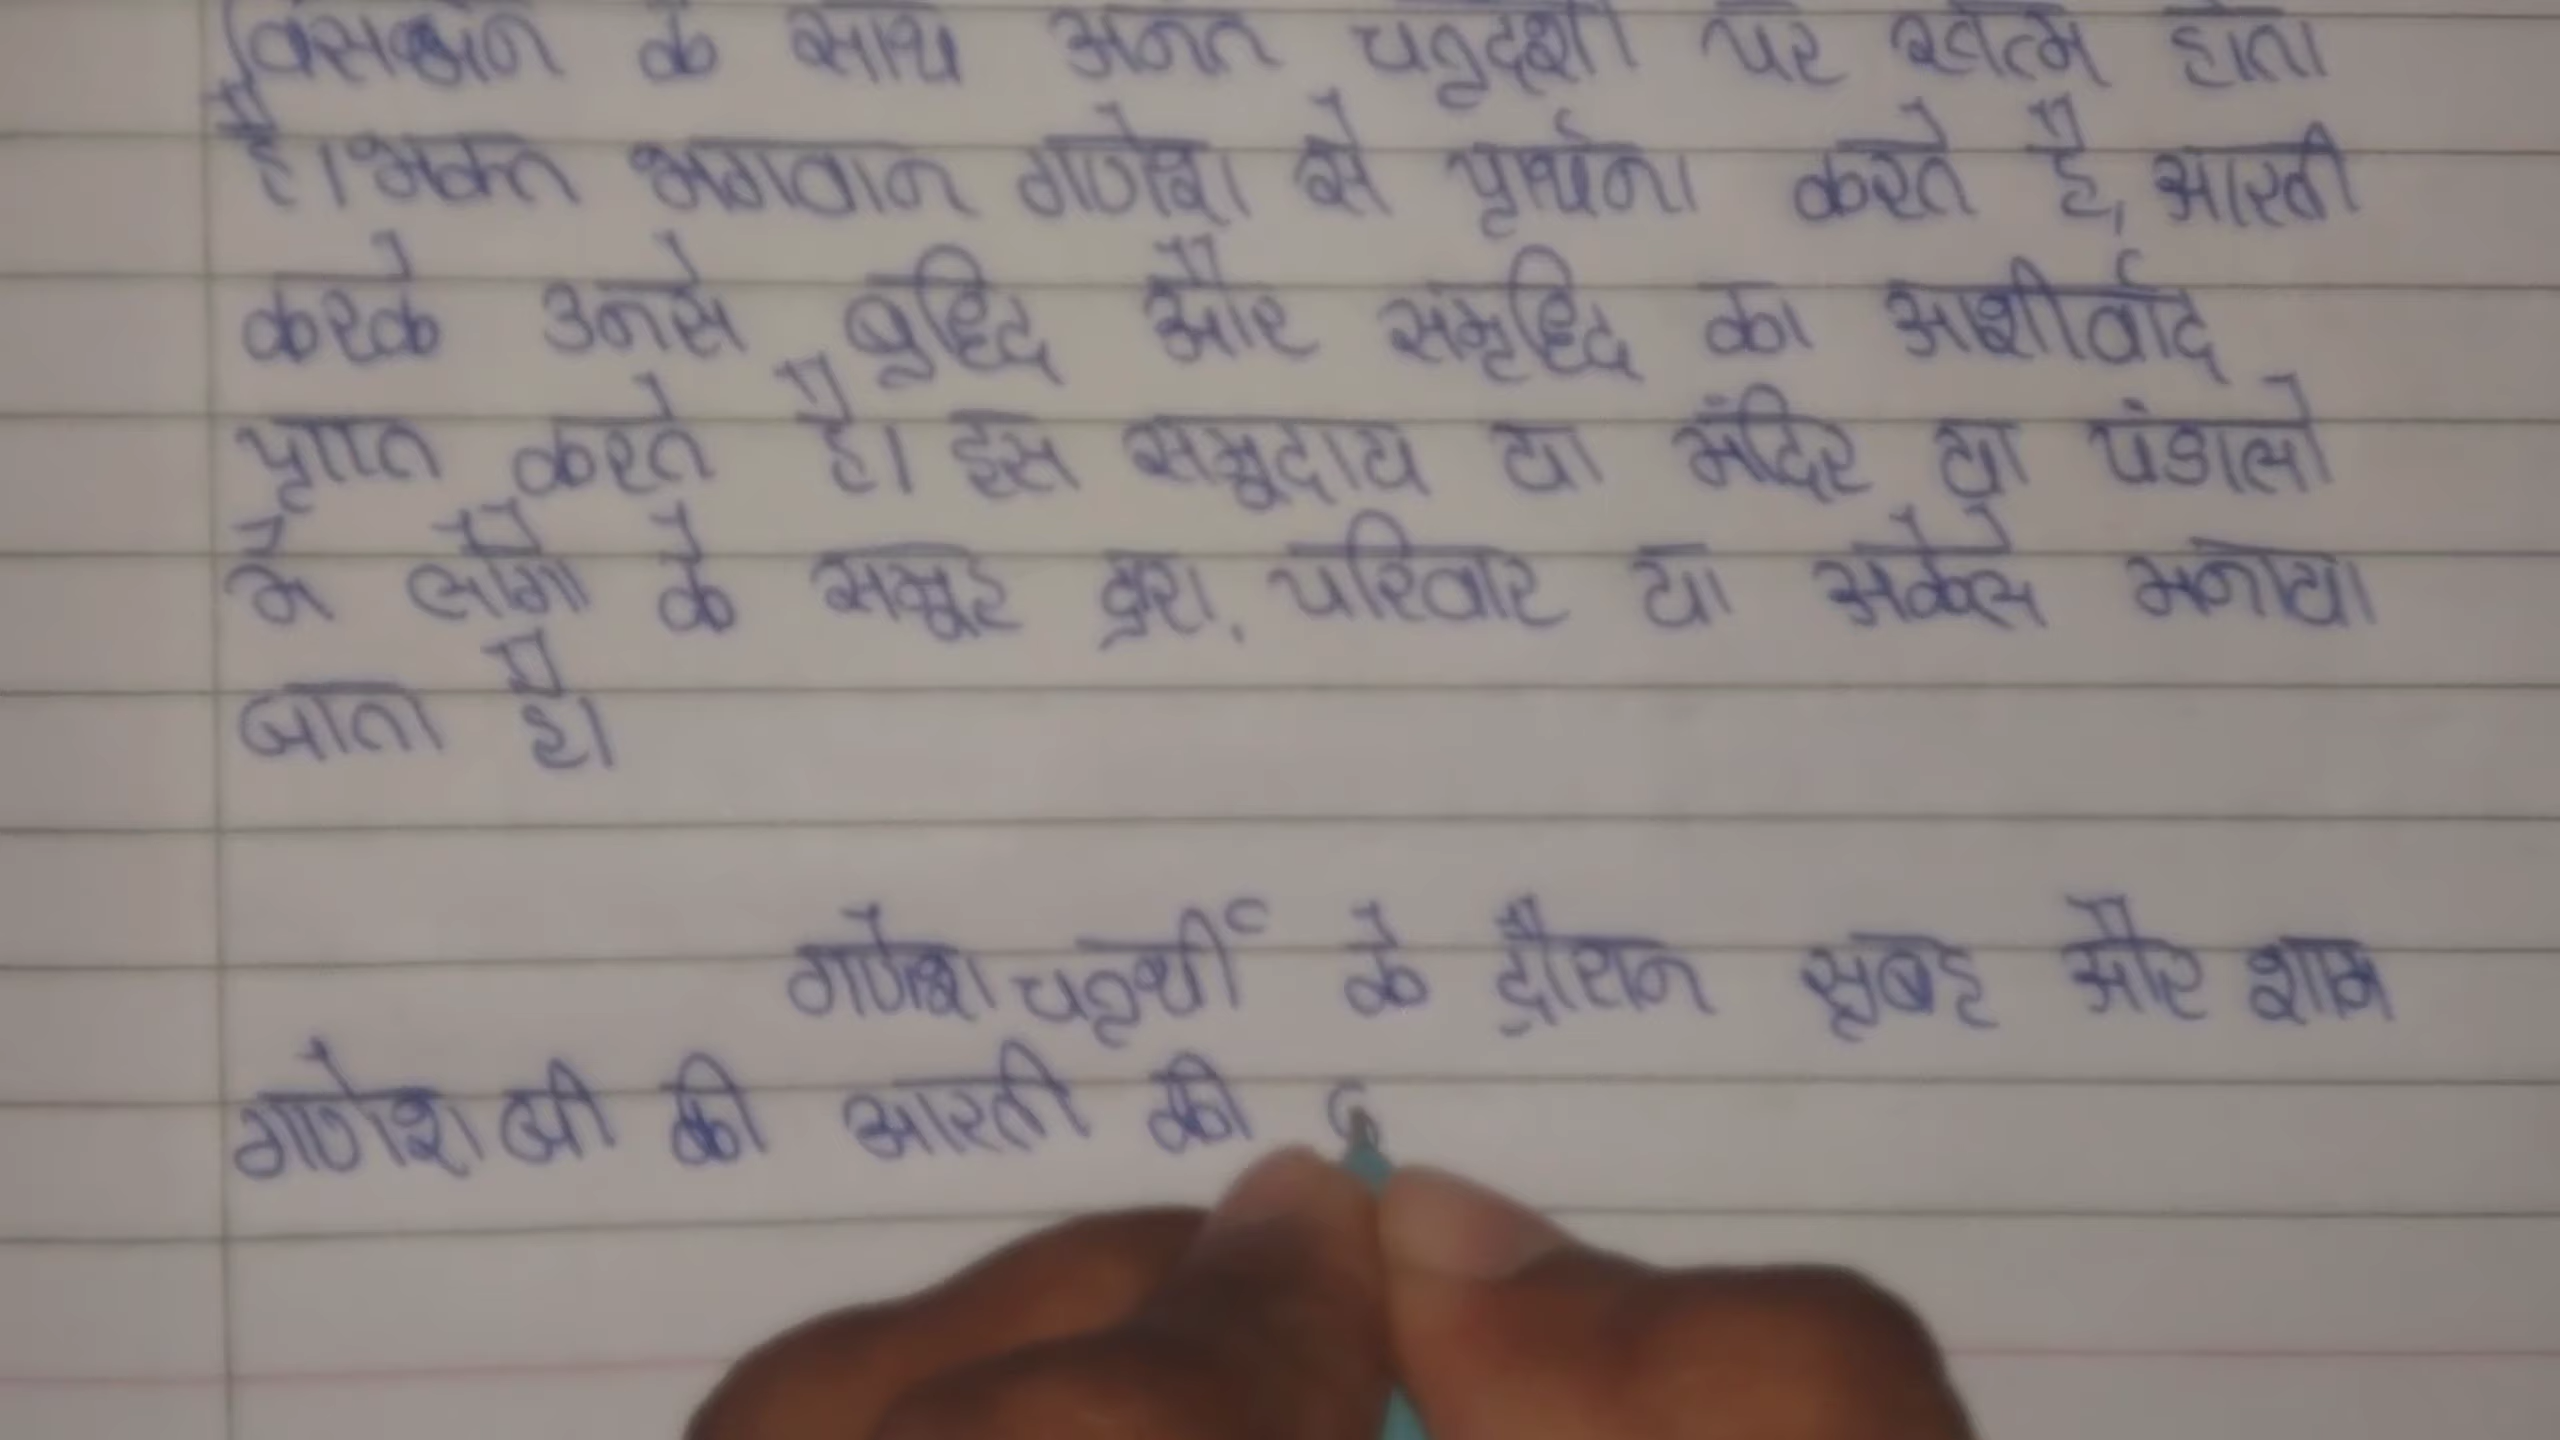 विसर्जन के साथ अनंत चतुदर्शी पर खत्म होता
है। भक्त भगवान गणेश से प्रार्थना करते है, आरती
करके उनसे बुद्धि और समृद्धि का आशीर्वाद
प्राप्त करते है। इस समुदाय या मंदिर या पंडालो
में लोगों के समूह द्वारा, परिवार या अकेले मनाया
जाता है।
गणेश चतुर्थी के दौरान सुबह और शाम
गणेश जी की आरती की